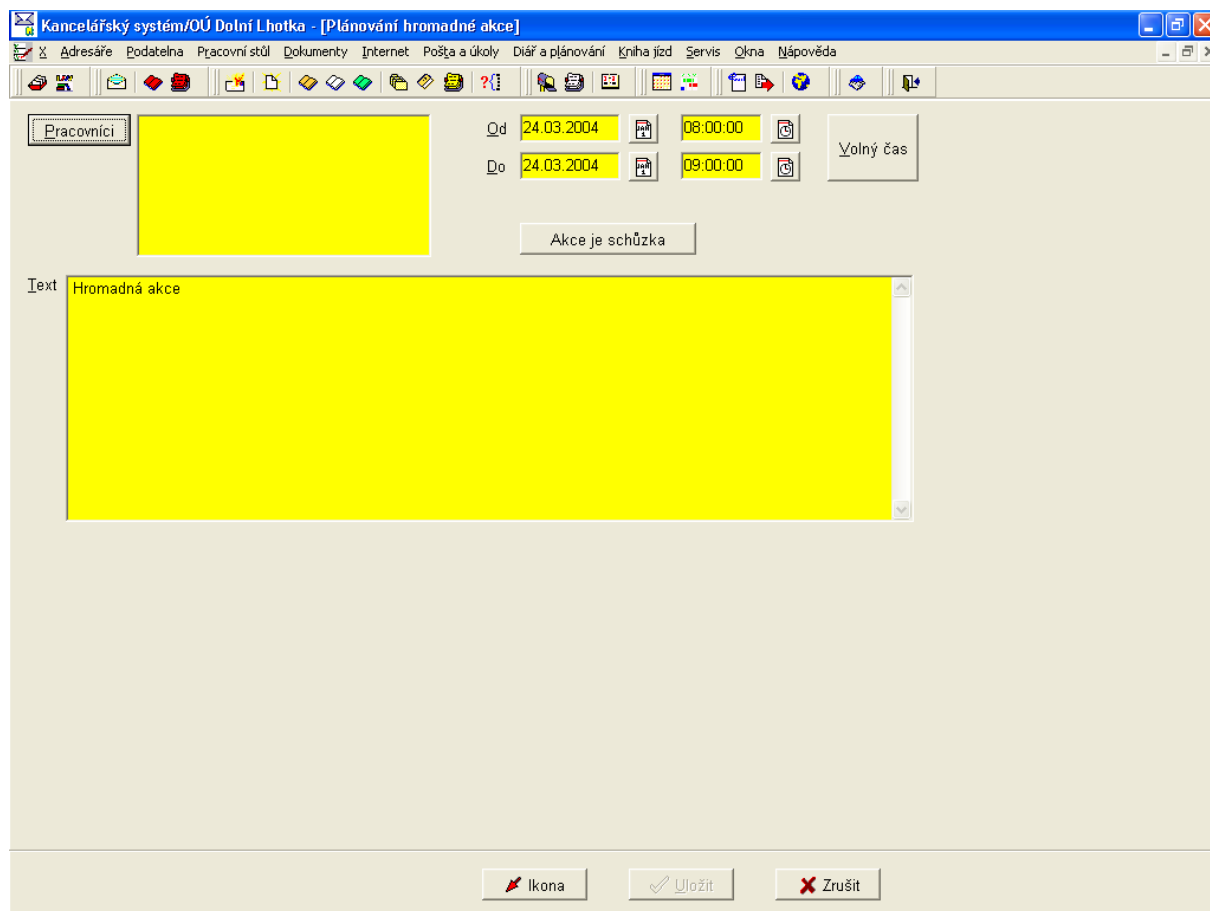 Kancelářský systém/OÚ Dolní Lhotka - [Plánování hromadné akce]
X Adresáře Podatelna Pracovní stůl Dokumenty Internet Pošta a úkoly Diář a plánování Kniha jízd Servis Okna Nápověda
Pracovníci
Od 24.03.2004 08:00:00
Do 24.03.2004 09:00:00
Volný čas
Akce je schůzka
Text Hromadná akce
Ikona Uložit Zrušit